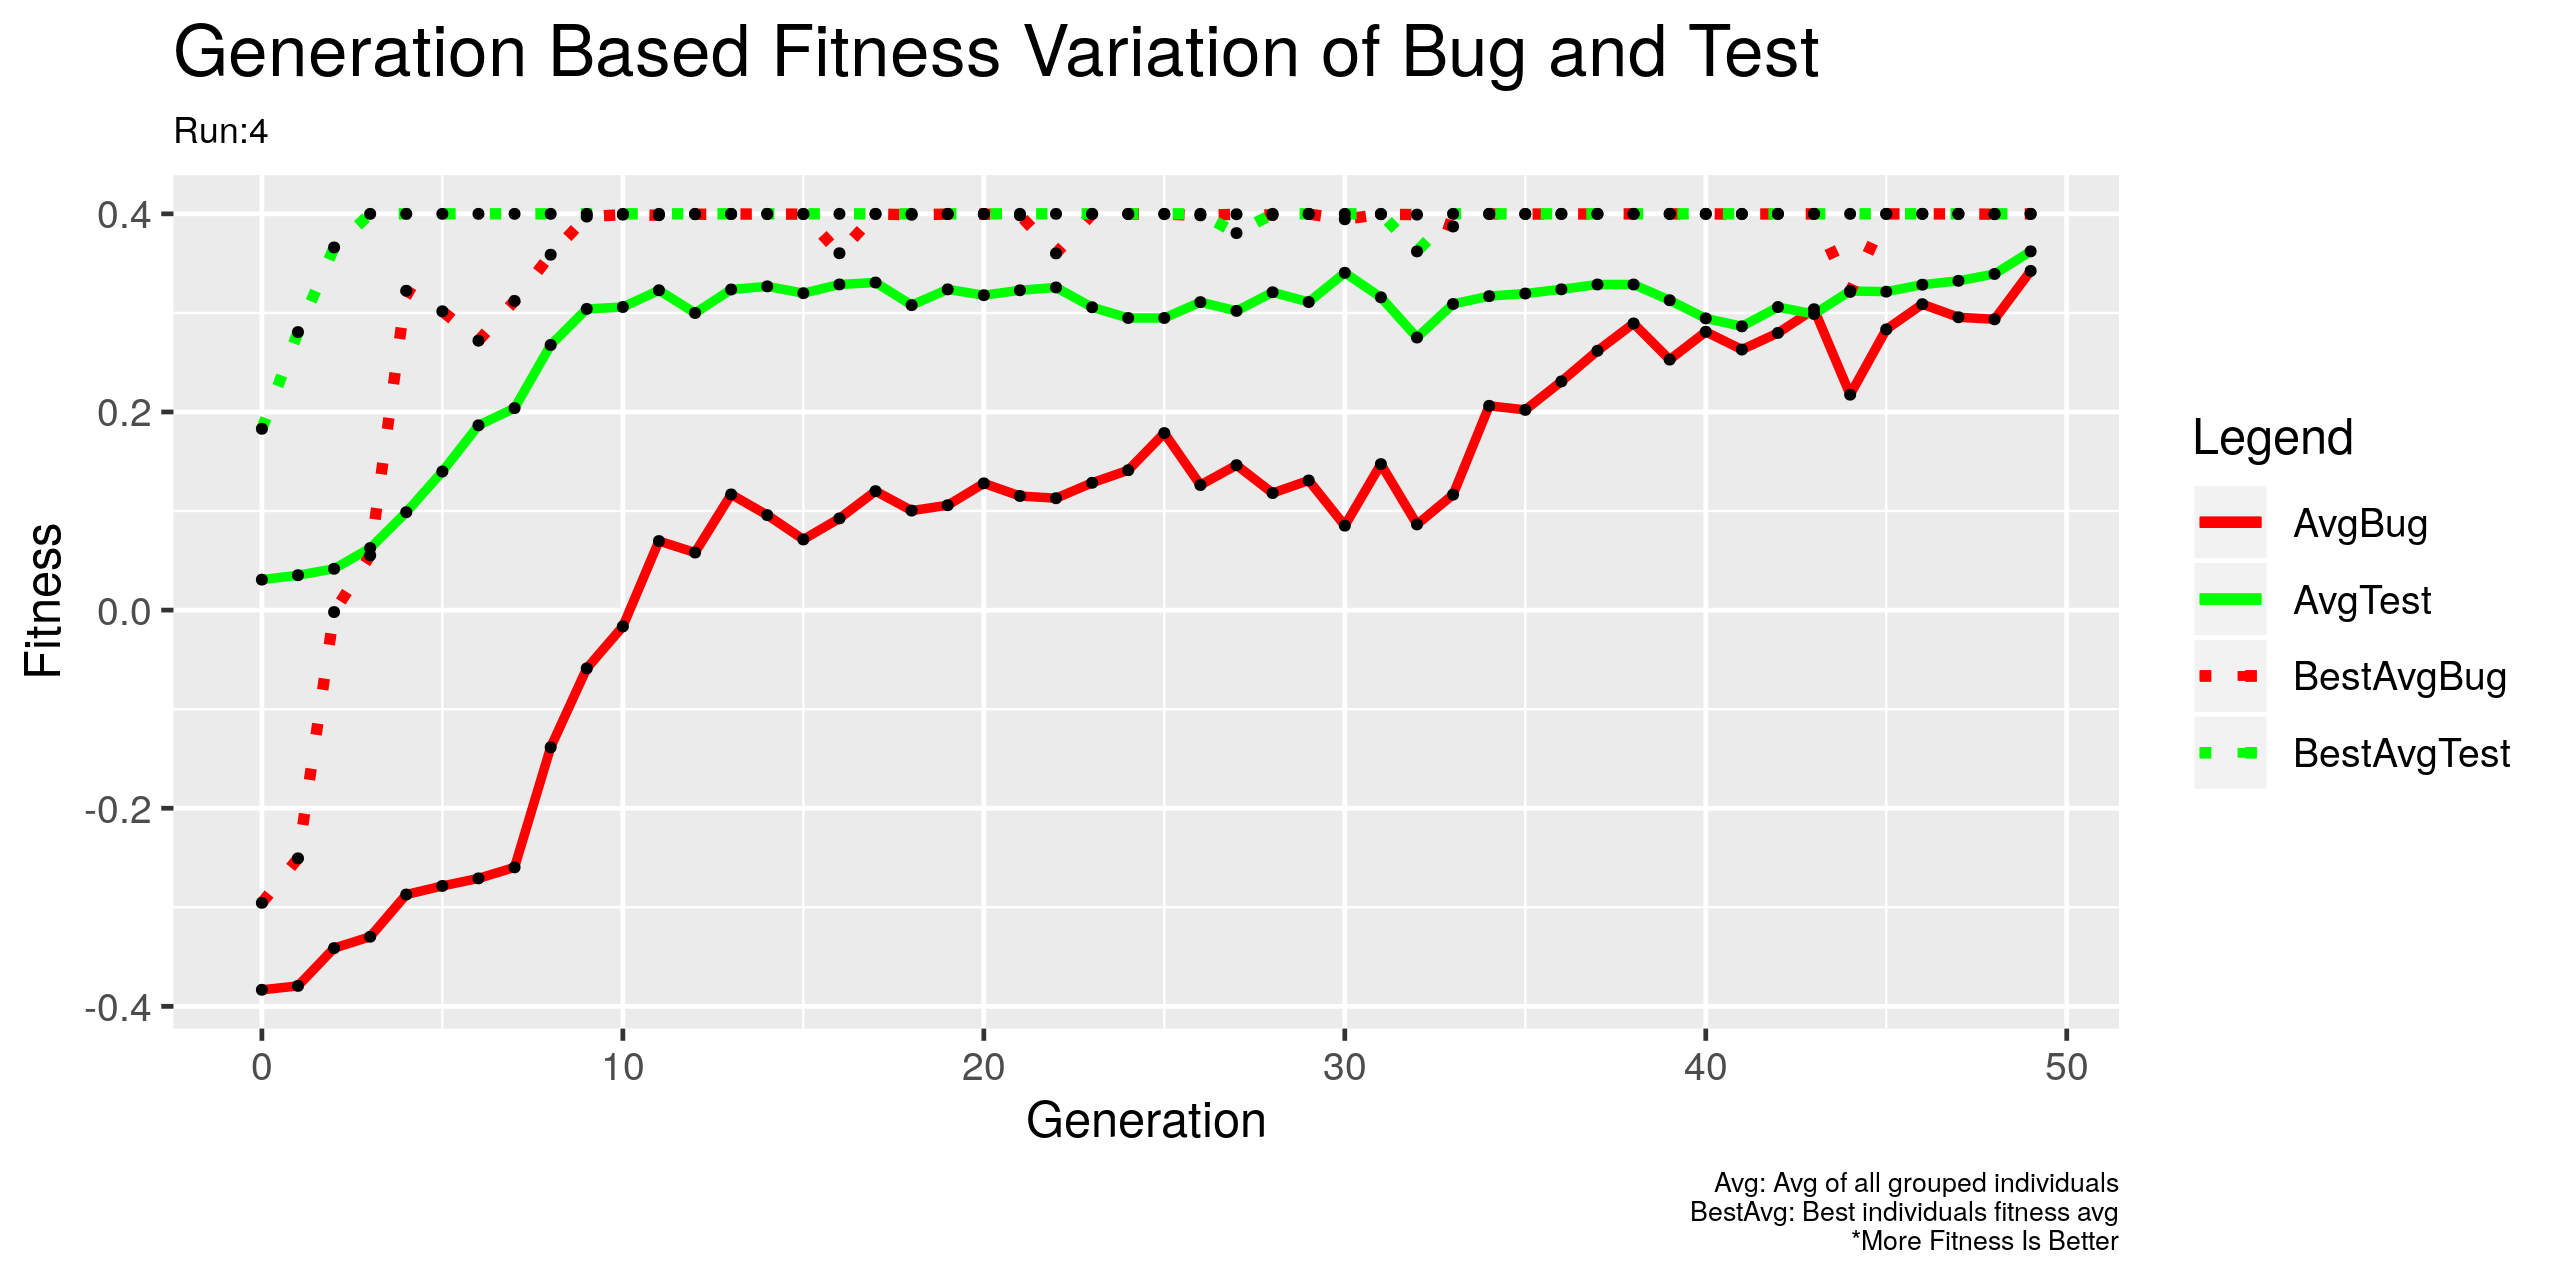 Generation Based Fitness Variation of Bug and Test
Run:4
0.4
0.2
0.0
-0.2
-0.4
Fitness
0 10 20 30 40 50
Generation
Legend
AvgBug
AvgTest
BestAvgBug
BestAvgTest
Avg: Avg of all grouped individuals
BestAvg: Best individuals fitness avg
*More Fitness Is Better